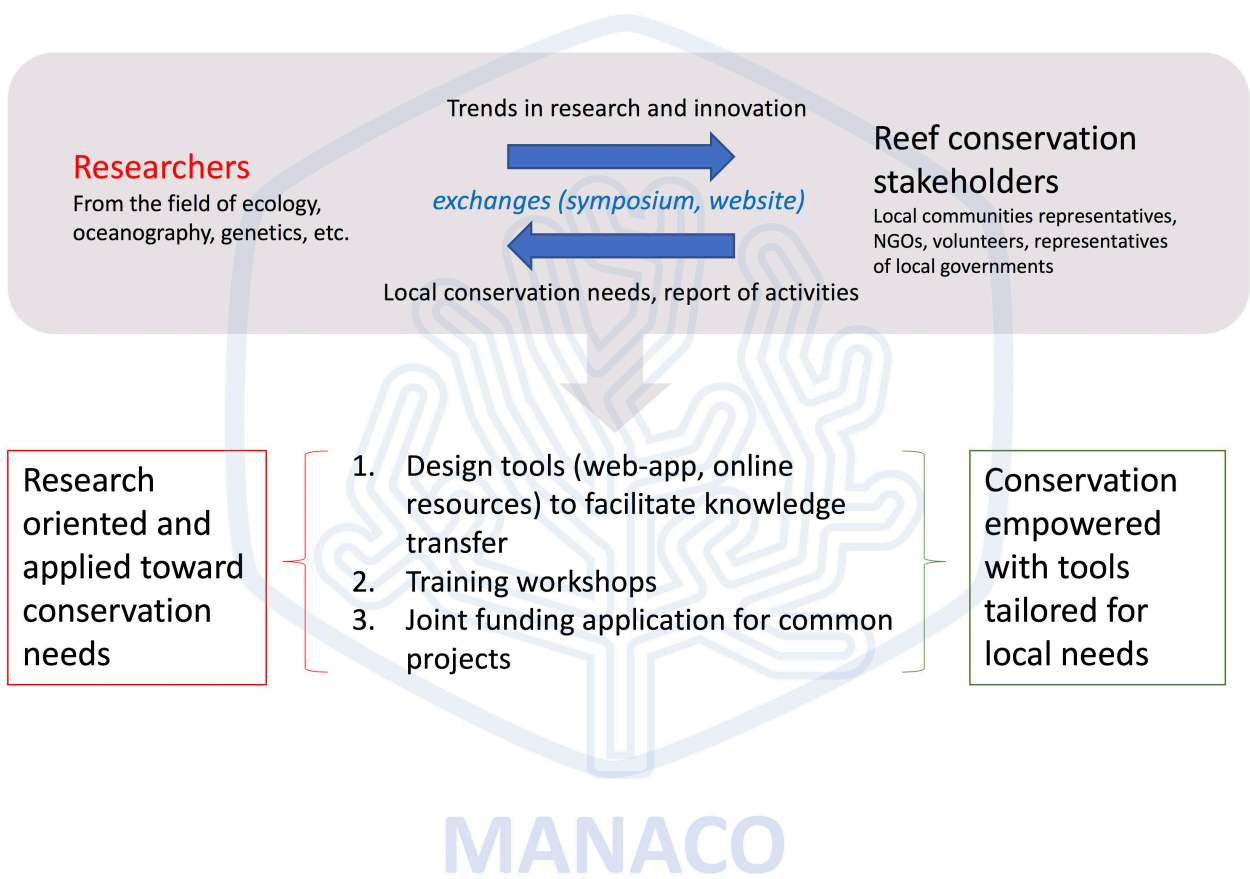 Trends in research and innovation
Researchers
From the field of ecology,
oceanography, genetics, etc.
exchanges (symposium, website)
Reef conservation
stakeholders
Local communities representatives,
NGOs, volunteers, representatives
of local governments
Local conservation needs, report of activities
Research
oriented and
applied toward
conservation
needs
1. Design tools (web-app, online
resources) to facilitate knowledge
transfer
2. Training workshops
3. Joint funding application for common
projects
Conservation
empowered
with tools
tailored for
local needs
MANACO